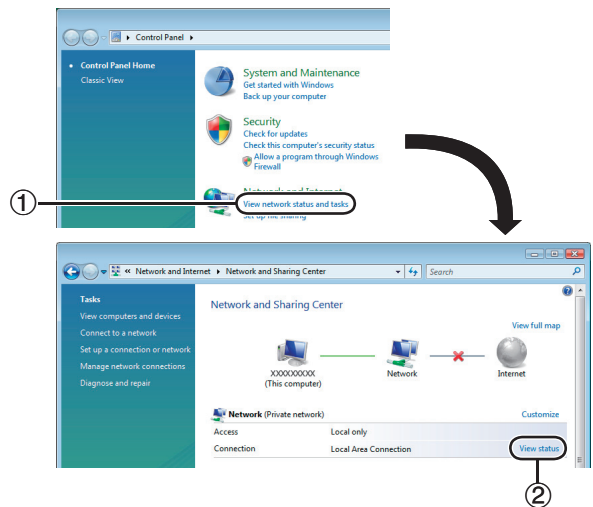 Control Panel
Control Panel Home
Classic View
System and Maintenance
Get started with Windows
Back up your computer
Security
Check for updates
Check this computer's security status
Allow a program through Windows
Firewall
Network and Internet
① View network status and tasks
Set up file sharing
« Network and Internet Network and Sharing Center Search
Tasks
View computers and devices
Connect to a network
Set up a connection or network
Manage network connections
Diagnose and repair
Network and Sharing Center
View full map
XXXXXXXXX
(This computer)
Network
Internet
Network (Private network) Customize
Access Local only
Connection Local Area Connection View status
②